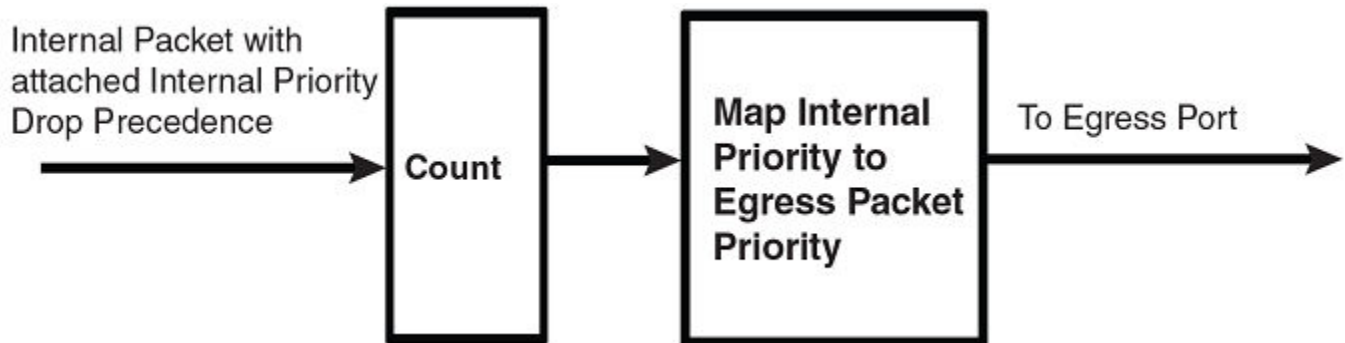 Internal Packet with
attached Internal Priority
Drop Precedence
Count
Map Internal
Priority to
Egress Packet
Priority
To Egress Port